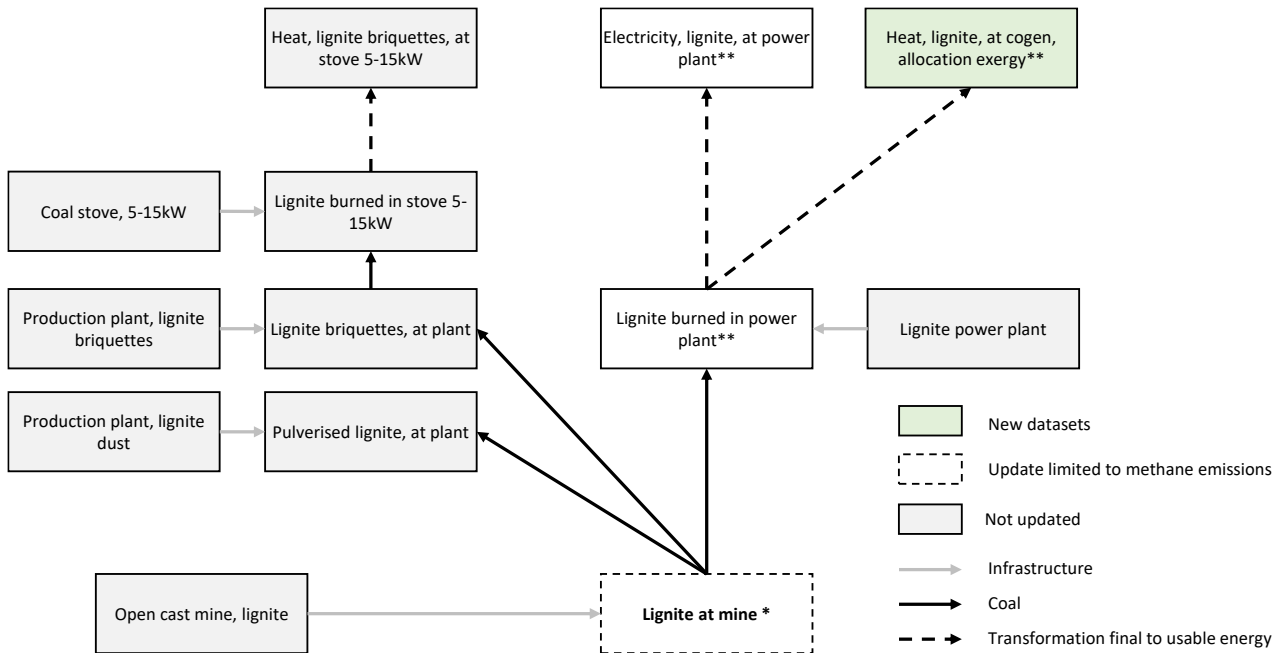 Heat, lignite briquettes, at
stove 5-15kW
Electricity, lignite, at power
plant**
Heat, lignite, at cogen,
allocation exergy**
Coal stove, 5-15kW
Lignite burned in stove 5-
15kW
Production plant, lignite
briquettes
Lignite briquettes, at plant
Lignite burned in power
plant**
Lignite power plant
Production plant, lignite
dust
Pulverised lignite, at plant
Open cast mine, lignite
Lignite at mine *
New datasets
Update limited to methane emissions
Not updated
Infrastructure
Coal
Transformation final to usable energy